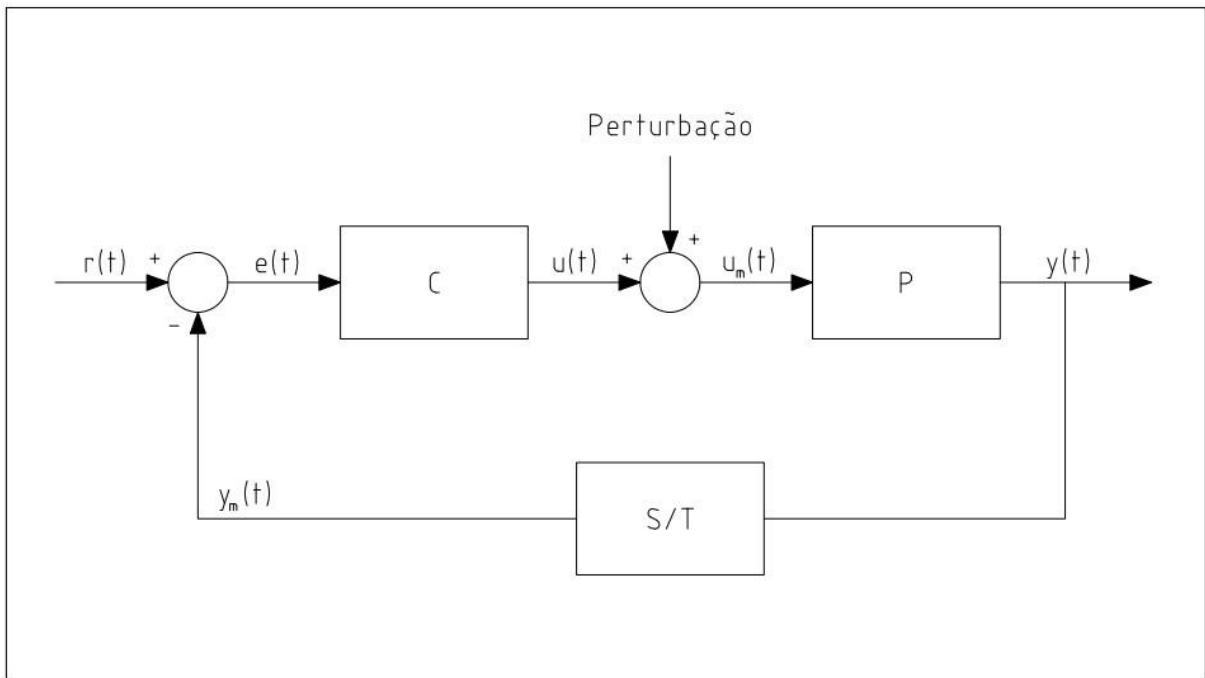 Perturbação
r(t)
+
e(t)
C
u(t)
+
+
uₘ(t)
P
y(t)
-
yₘ(t)
S/T